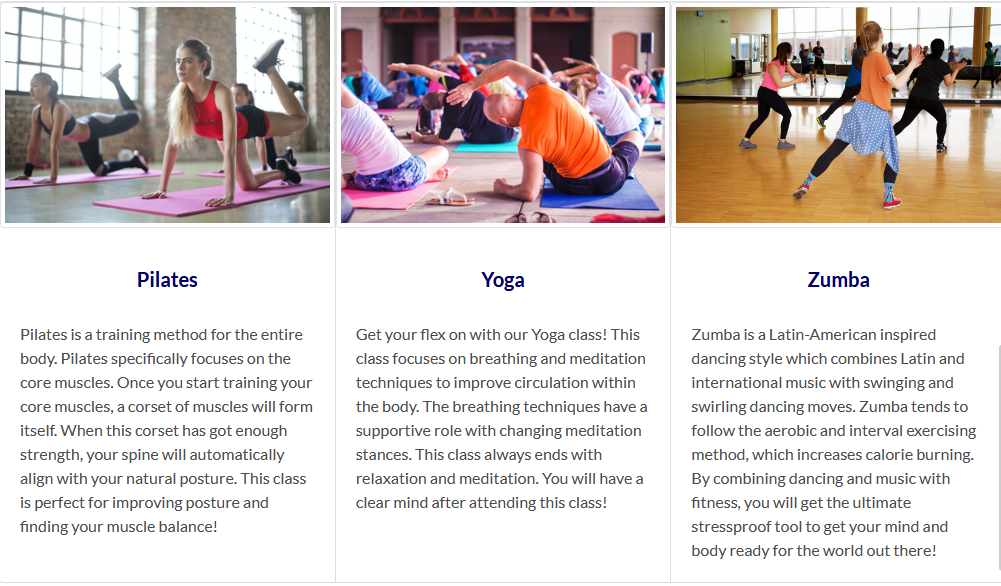 Pilates
Pilates is a training method for the entire
body. Pilates specifically focuses on the
core muscles. Once you start training your
core muscles, a corset of muscles will form
itself. When this corset has got enough
strength, your spine will automatically
align with your natural posture. This class
is perfect for improving posture and
finding your muscle balance!
Yoga
Get your flex on with our Yoga class! This
class focuses on breathing and meditation
techniques to improve circulation within
the body. The breathing techniques have a
supportive role with changing meditation
stances. This class always ends with
relaxation and meditation. You will have a
clear mind after attending this class!
Zumba
Zumba is a Latin-American inspired
dancing style which combines Latin and
international music with swinging and
swirling dancing moves. Zumba tends to
follow the aerobic and interval exercising
method, which increases calorie burning.
By combining dancing and music with
fitness, you will get the ultimate
stressproof tool to get your mind and
body ready for the world out there!